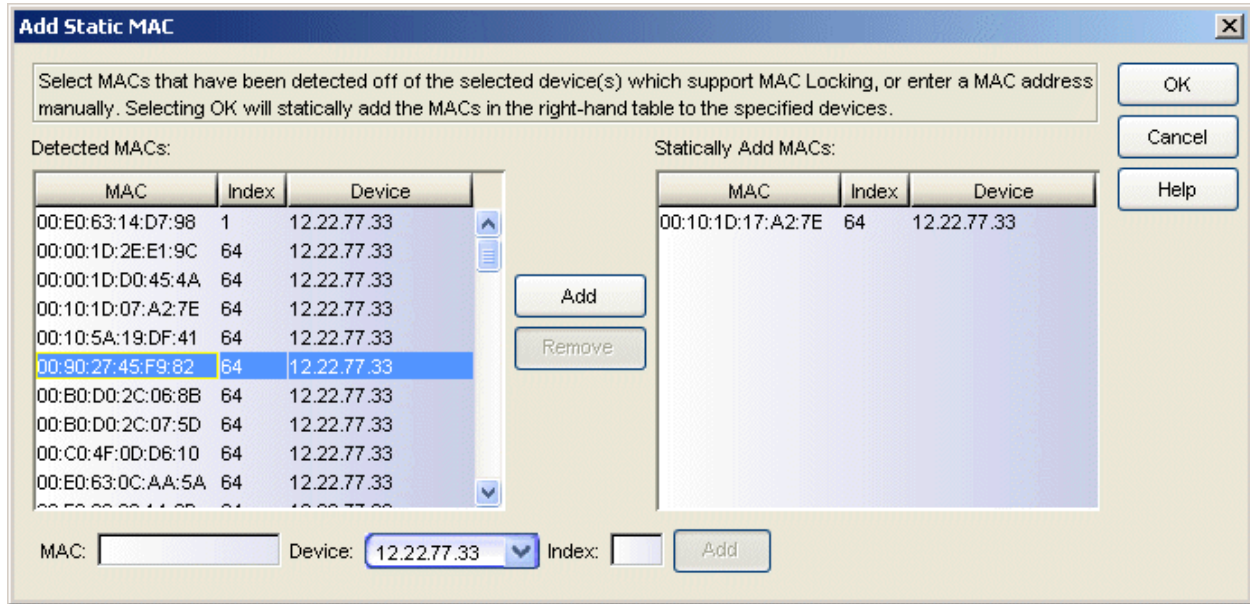 Add Static MAC
Select MACs that have been detected off of the selected device(s) which support MAC Locking, or enter a MAC address
manually. Selecting OK will statically add the MACs in the right-hand table to the specified devices.
OK
Cancel
Help
Detected MACs:
MAC Index Device
00:E0:63:14:D7:98 1 12.22.77.33
00:00:1D:2E:E1:9C 64 12.22.77.33
00:00:1D:D0:45:4A 64 12.22.77.33
00:10:1D:07:A2:7E 64 12.22.77.33
00:10:5A:19:DF:41 64 12.22.77.33
00:90:27:45:F9:82 64 12.22.77.33
00:B0:D0:2C:06:8B 64 12.22.77.33
00:B0:D0:2C:07:5D 64 12.22.77.33
00:C0:4F:0D:D6:10 64 12.22.77.33
00:E0:63:0C:AA:5A 64 12.22.77.33
Add
Remove
Statically Add MACs:
MAC Index Device
00:10:1D:17:A2:7E 64 12.22.77.33
MAC: Device: 12.22.77.33 Index: Add